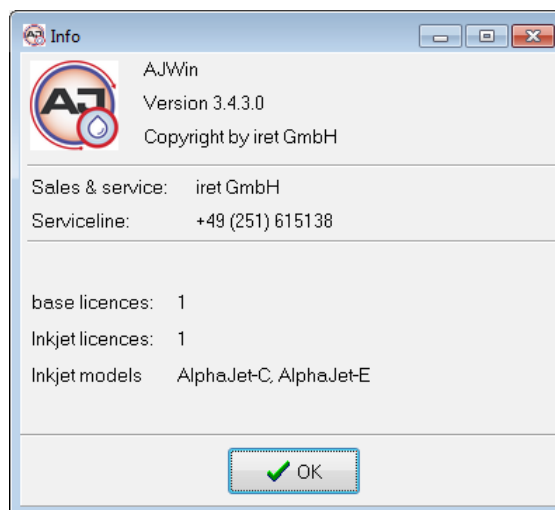 Info
AJ
AJWin
Version 3.4.3.0
Copyright by iret GmbH
Sales & service: iret GmbH
Serviceline: +49 (251) 615138
base licences: 1
Inkjet licences: 1
Inkjet models AlphaJet-C, AlphaJet-E
OK